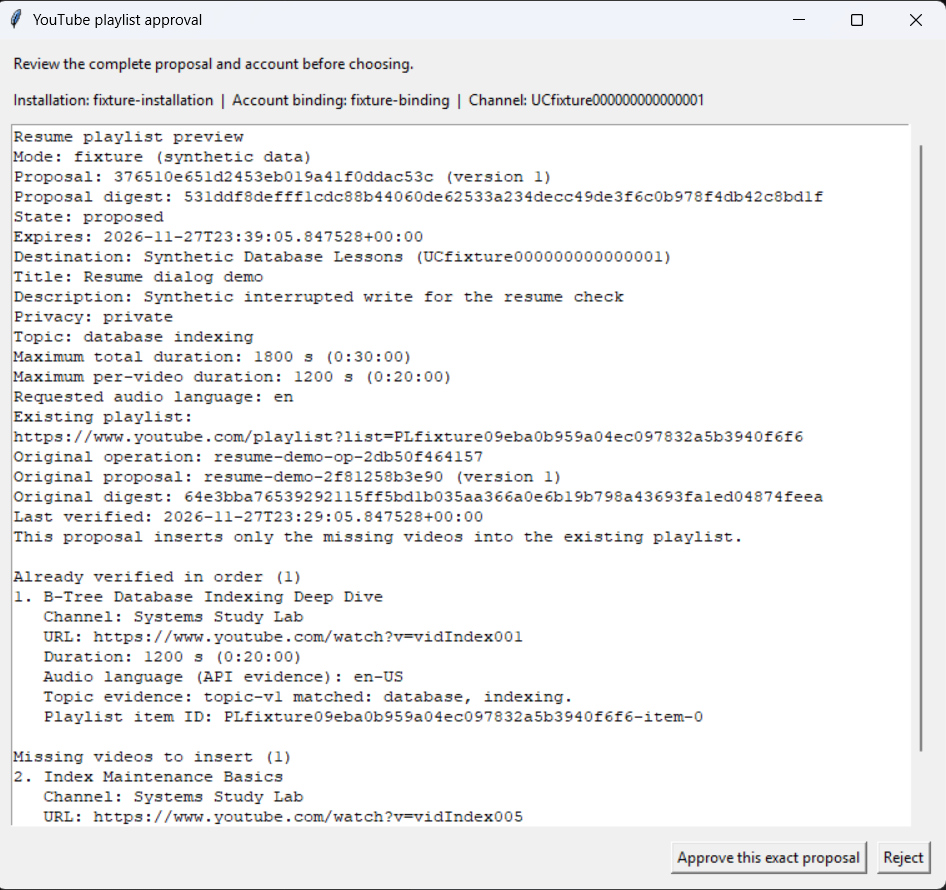 YouTube playlist approval
Review the complete proposal and account before choosing.
Installation: fixture-installation | Account binding: fixture-binding | Channel: UCfixture000000000000001
Resume playlist preview
Mode: fixture (synthetic data)
Proposal: 376510e651d2453eb019a41f0ddac53c (version 1)
Proposal digest: 531ddf8defff1cdc88b44060de62533a234decc49de3f6c0b978f4db42c8bd1f
State: proposed
Expires: 2026-11-27T23:39:05.847528+00:00
Destination: Synthetic Database Lessons (UCfixture000000000000001)
Title: Resume dialog demo
Description: Synthetic interrupted write for the resume check
Privacy: private
Topic: database indexing
Maximum total duration: 1800 s (0:30:00)
Maximum per-video duration: 1200 s (0:20:00)
Requested audio language: en
Existing playlist:
https://www.youtube.com/playlist?list=PLfixture09eba0b959a04ec097832a5b3940f6f6
Original operation: resume-demo-op-2db50f464157
Original proposal: resume-demo-2f81258b3e90 (version 1)
Original digest: 64e3bba76539292115ff5bd1b035aa366a0e6b19b798a43693fa1ed04874feea
Last verified: 2026-11-27T23:29:05.847528+00:00
This proposal inserts only the missing videos into the existing playlist.
Already verified in order (1)
1. B-Tree Database Indexing Deep Dive
Channel: Systems Study Lab
URL: https://www.youtube.com/watch?v=vidIndex001
Duration: 1200 s (0:20:00)
Audio language (API evidence): en-US
Topic evidence: topic-v1 matched: database, indexing.
Playlist item ID: PLfixture09eba0b959a04ec097832a5b3940f6f6-item-0
Missing videos to insert (1)
2. Index Maintenance Basics
Channel: Systems Study Lab
URL: https://www.youtube.com/watch?v=vidIndex005
Approve this exact proposal
Reject